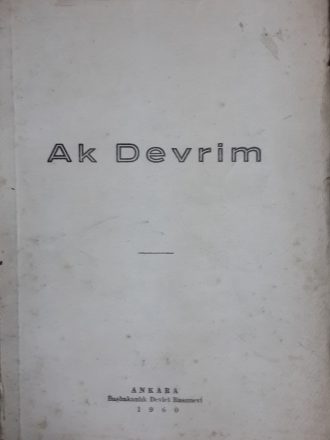 Ak Devrim
ANKARA
Başbakanlık Devlet Basımevi
1960